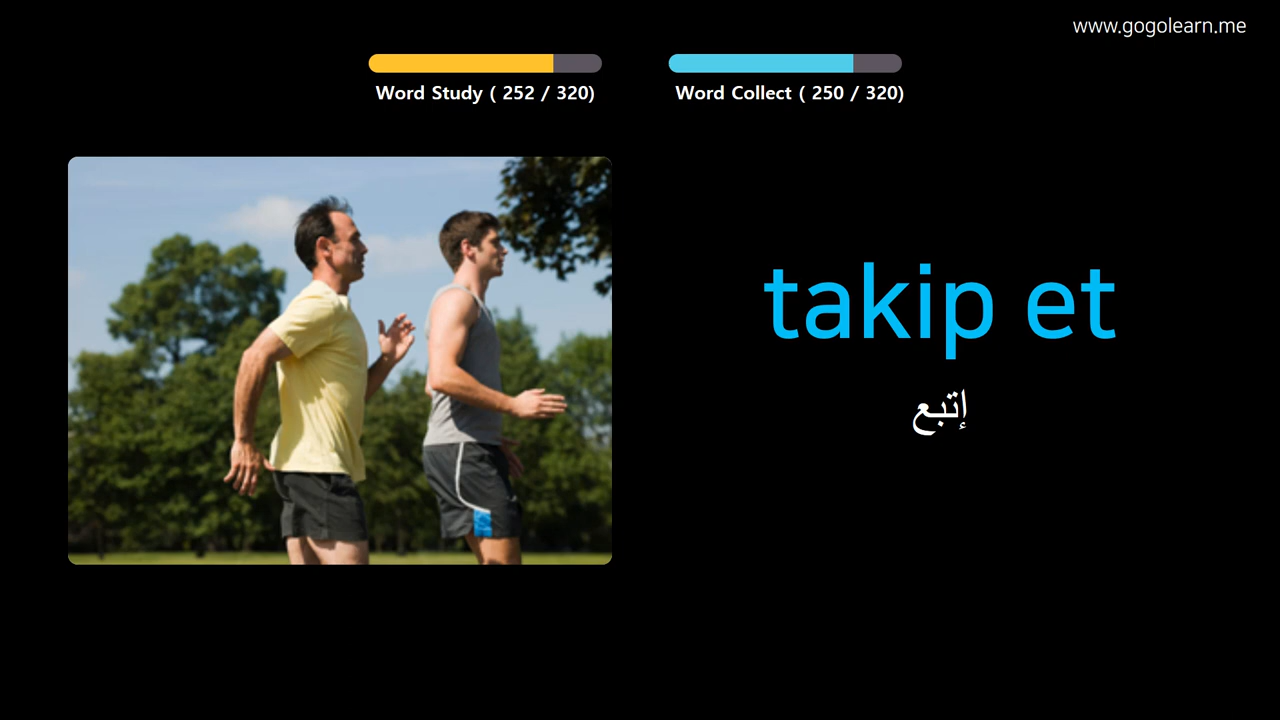 www.gogolearn.me
Word Study ( 252 / 320)
Word Collect ( 250 / 320)
takip et
إتبع